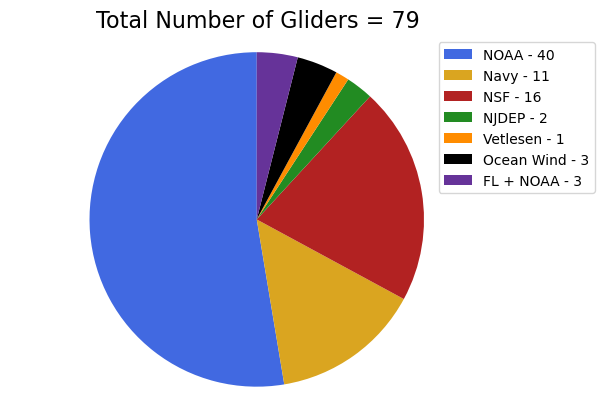 Total Number of Gliders = 79
NOAA - 40
Navy - 11
NSF - 16
NJDEP - 2
Vetlesen - 1
Ocean Wind - 3
FL + NOAA - 3